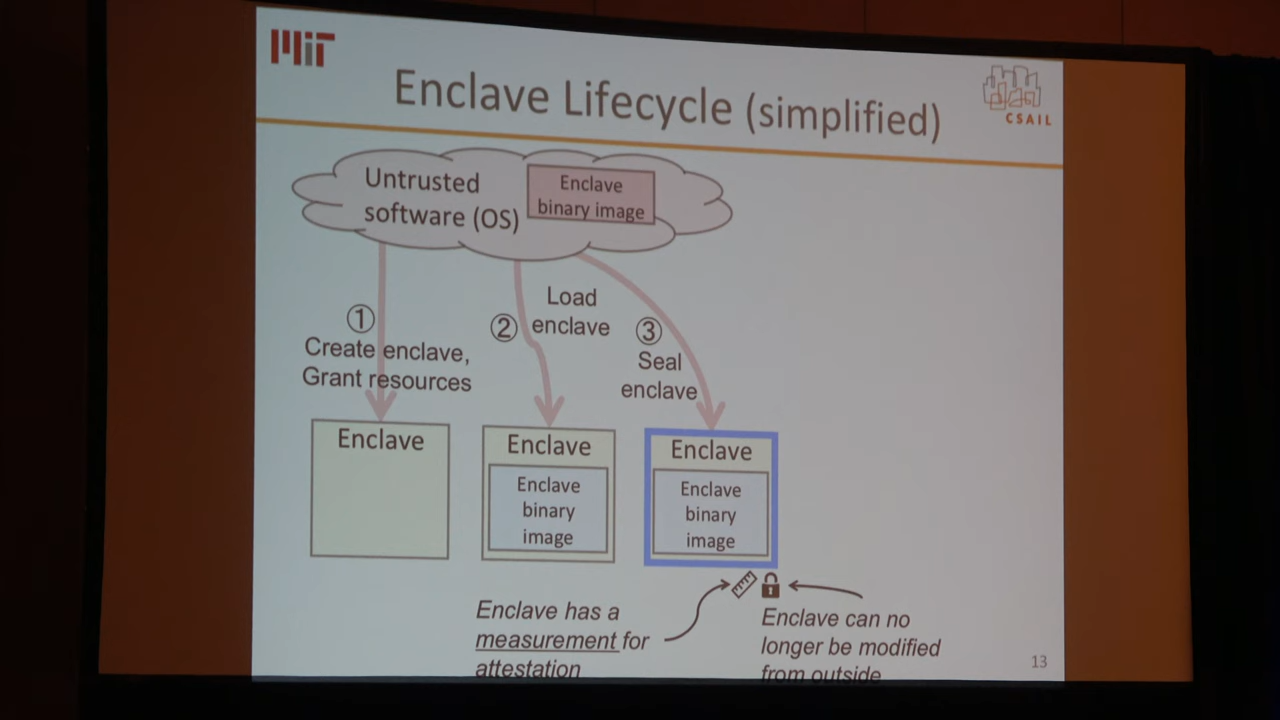 MIT
CSAIL
Enclave Lifecycle (simplified)
Untrusted
software (OS)
Enclave
binary image
①
Create enclave,
Grant resources
②
Load
enclave
③
Seal
enclave
Enclave
Enclave
Enclave
binary
image
Enclave
Enclave
binary
image
Enclave has a
measurement for
attestation
Enclave can no
longer be modified
from outside
13